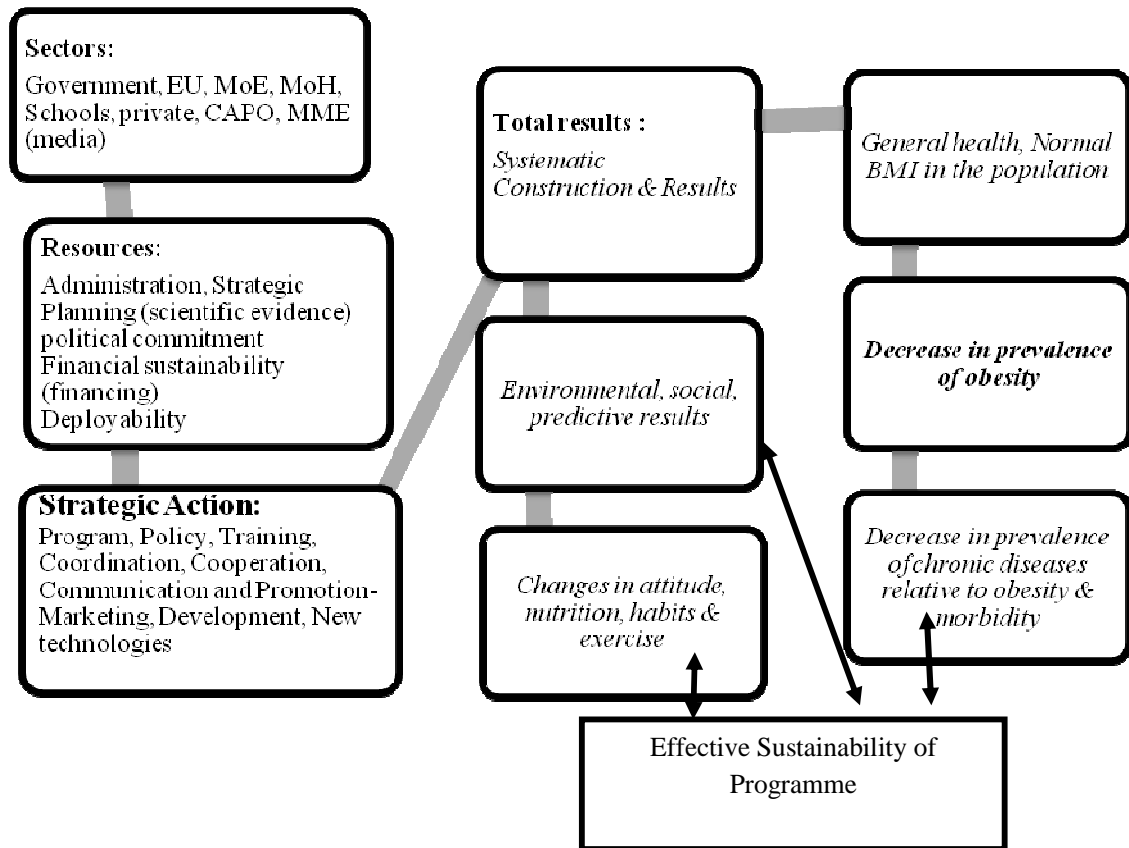 Sectors:
Government, EU, MoE, MoH,
Schools, private, CAPO, MME
(media)
Resources:
Administration, Strategic
Planning (scientific evidence)
political commitment
Financial sustainability
(financing)
Deployability
Strategic Action:
Program, Policy, Training,
Coordination, Cooperation,
Communication and Promotion-
Marketing, Development, New
technologies
Total results :
Systematic
Construction & Results
Environmental, social,
predictive results
Changes in attitude,
nutrition, habits &
exercise
General health, Normal
BMI in the population
Decrease in prevalence
of obesity
Decrease in prevalence
of chronic diseases
relative to obesity &
morbidity
Effective Sustainability of
Programme